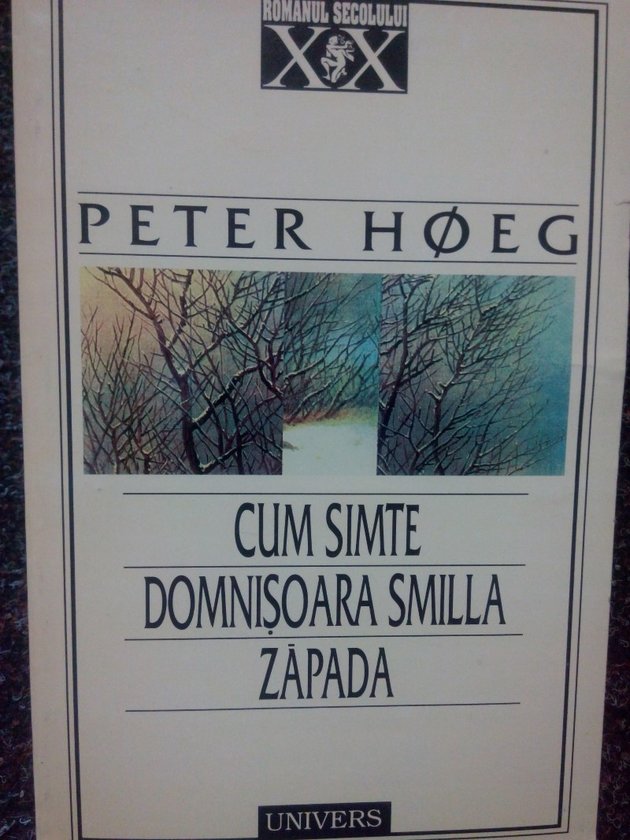 ROMANUL SECOLULUI
XX
PETER HØEG
CUM SIMTE
DOMNIȘOARA SMILLA
ZĂPADA
UNIVERS